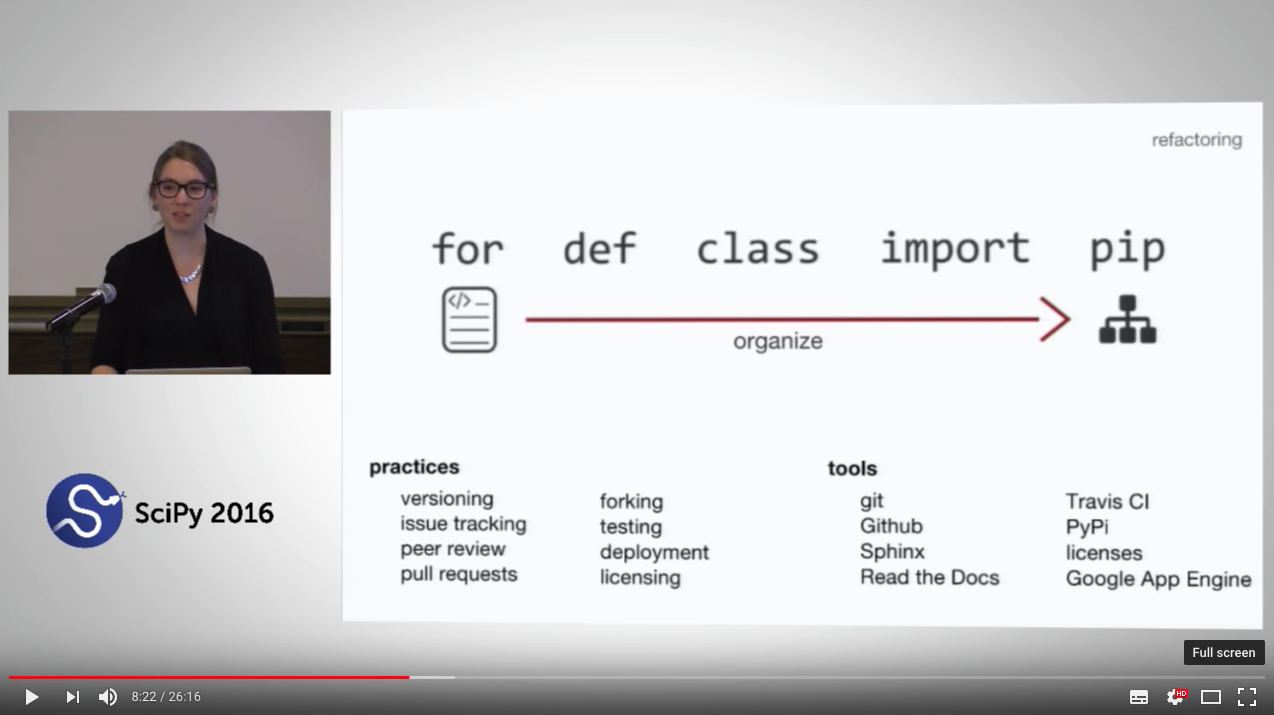 refactoring
for def class import pip
</>
organize
practices
versioning
issue tracking
peer review
pull requests
forking
testing
deployment
licensing
tools
git
Github
Sphinx
Read the Docs
Travis CI
PyPi
licenses
Google App Engine
SciPy 2016
Full screen
8:22 / 26:16
HD